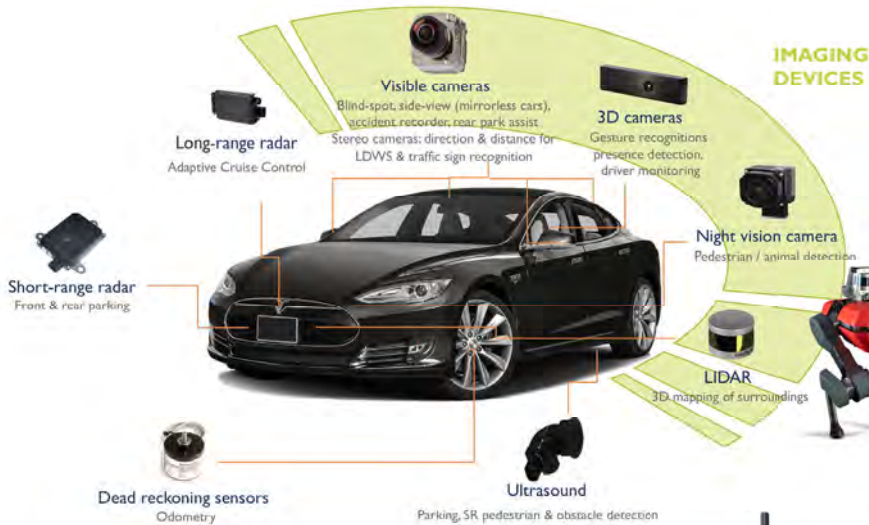 IMAGING
DEVICES
Visible cameras
Blind-spot, side-view (mirrorless cars),
accident recorder, rear park assist
Stereo cameras: direction & distance for
LDWS & traffic sign recognition
3D cameras
Gesture recognitions
presence detection,
driver monitoring
Long-range radar
Adaptive Cruise Control
Night vision camera
Pedestrian / animal detection
Short-range radar
Front & rear parking
LIDAR
3D mapping of surroundings
Dead reckoning sensors
Odometry
Ultrasound
Parking, SR pedestrian & obstacle detection